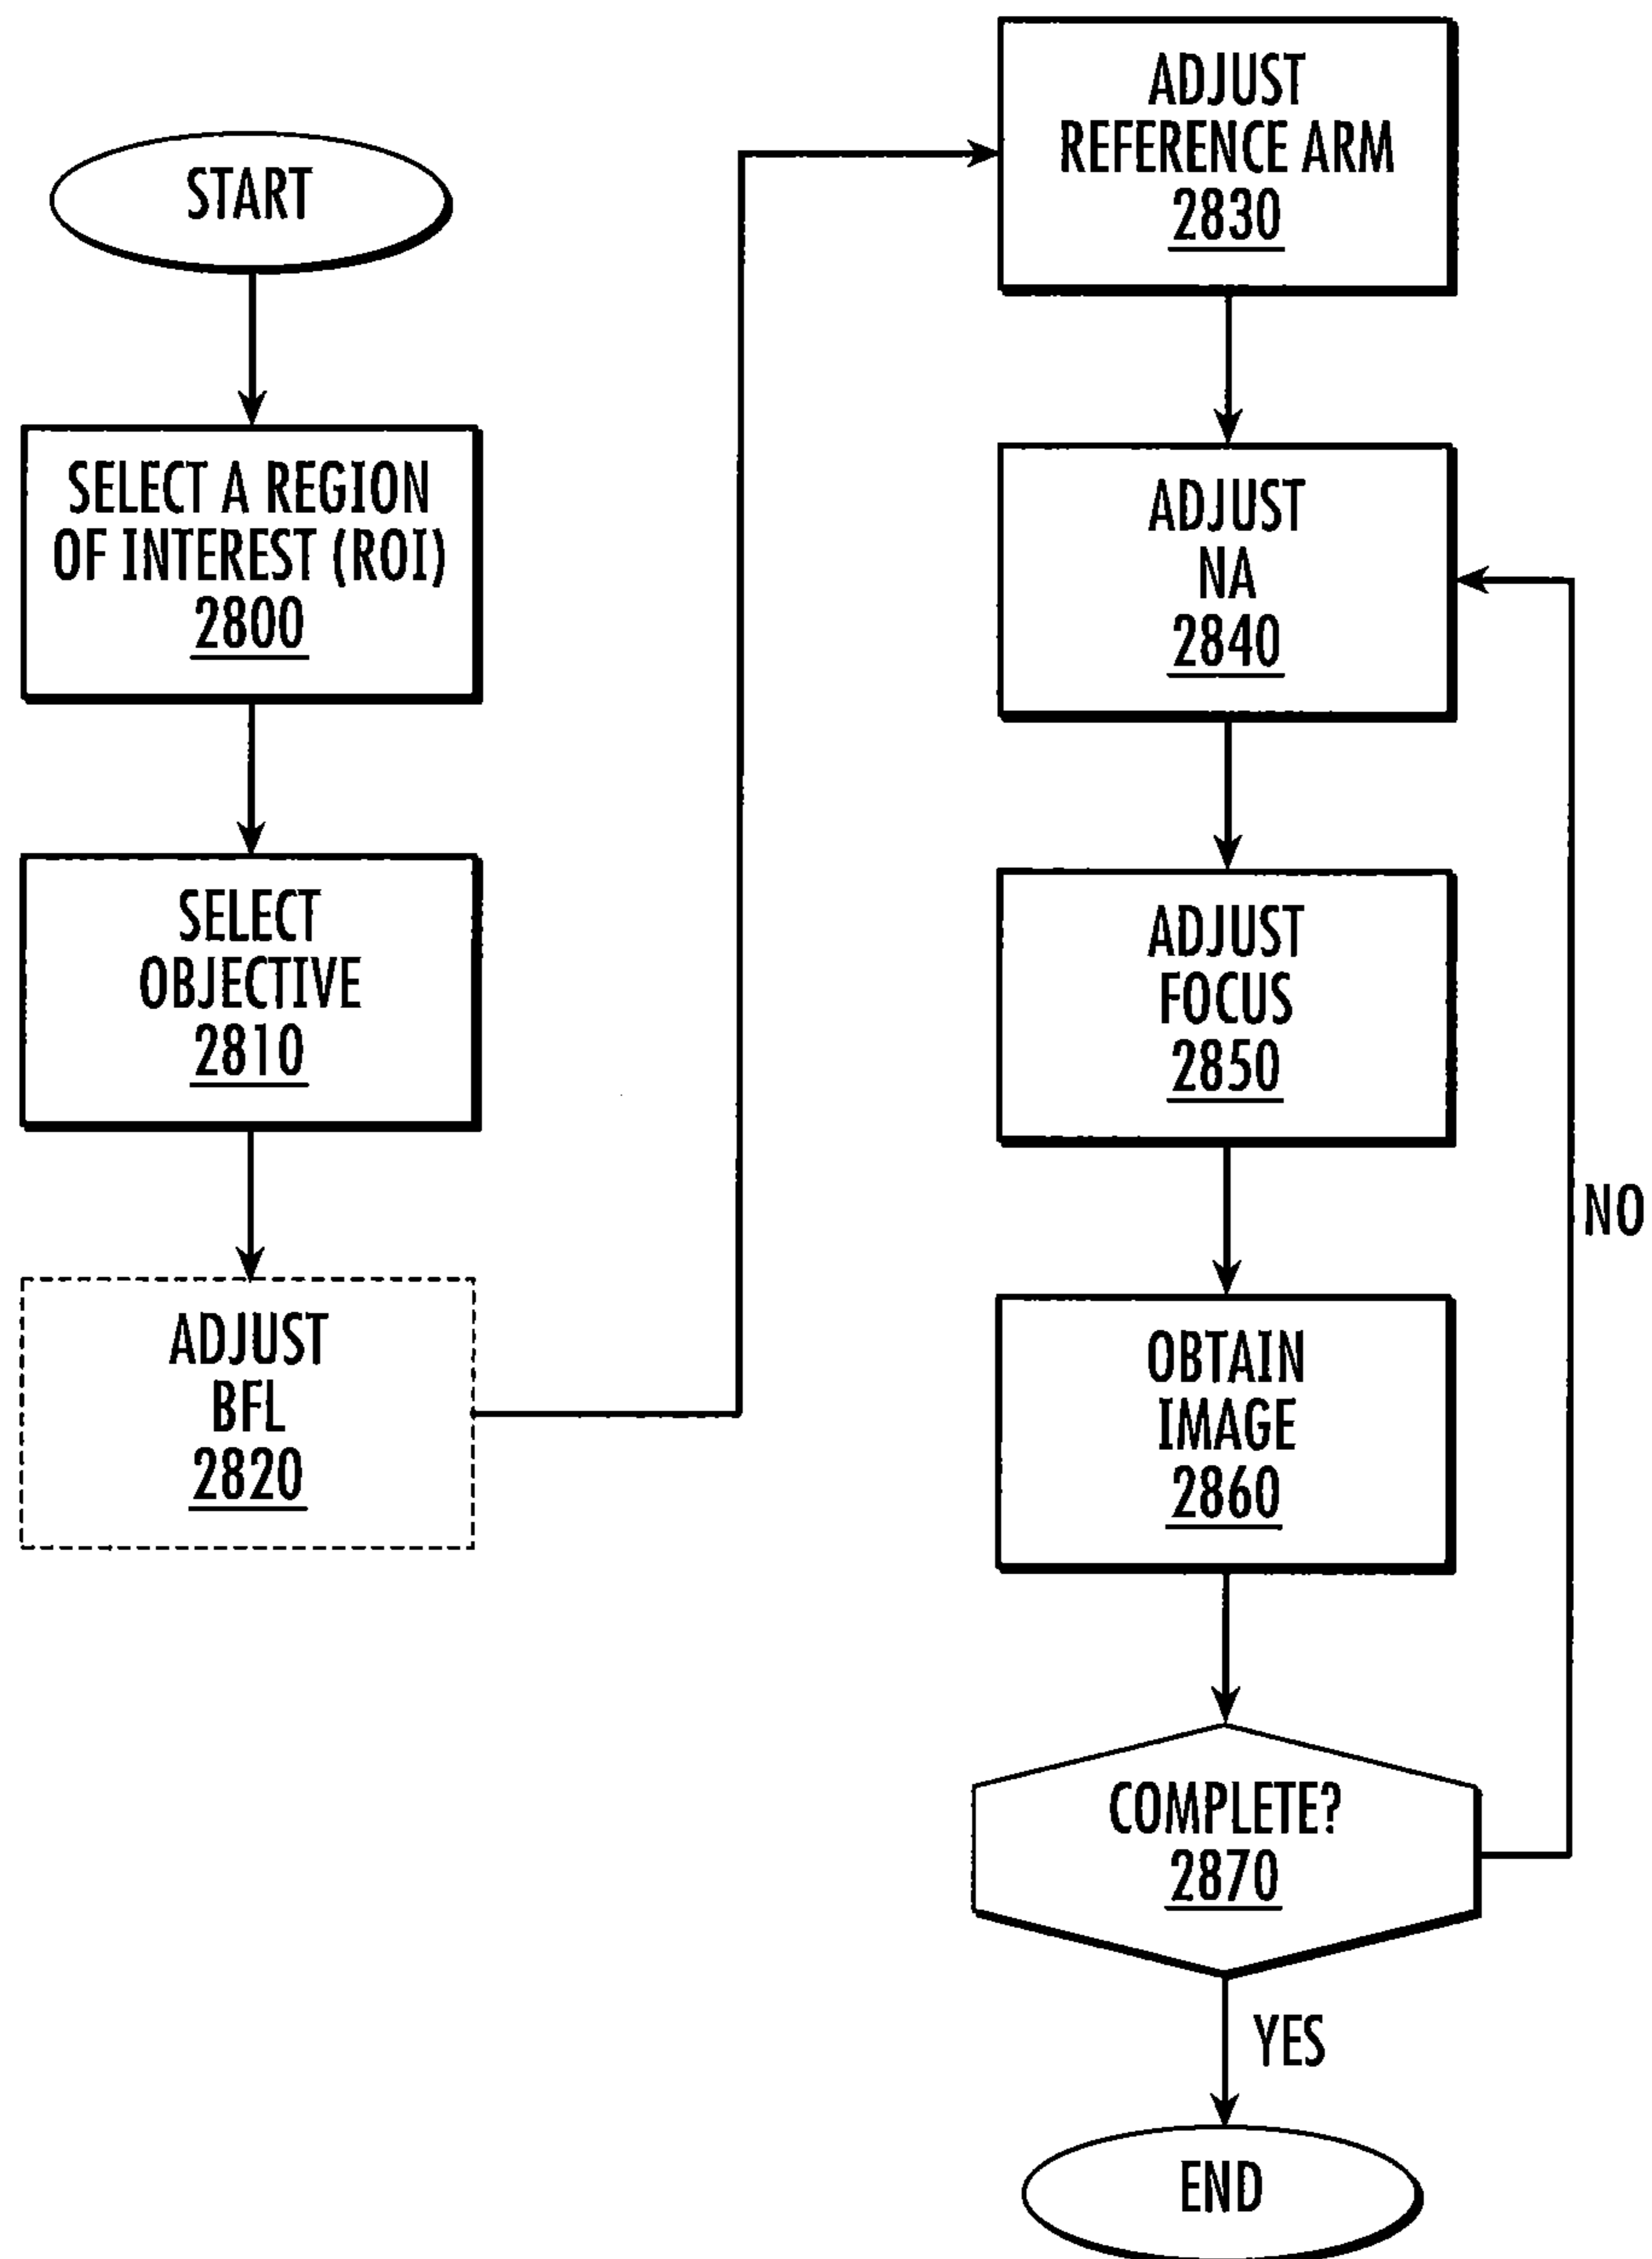 START
SELECT A REGION
OF INTEREST (ROI)
2800
SELECT
OBJECTIVE
2810
ADJUST
BFL
2820
ADJUST
REFERENCE ARM
2830
ADJUST
NA
2840
ADJUST
FOCUS
2850
OBTAIN
IMAGE
2860
COMPLETE?
2870
NO
YES
END